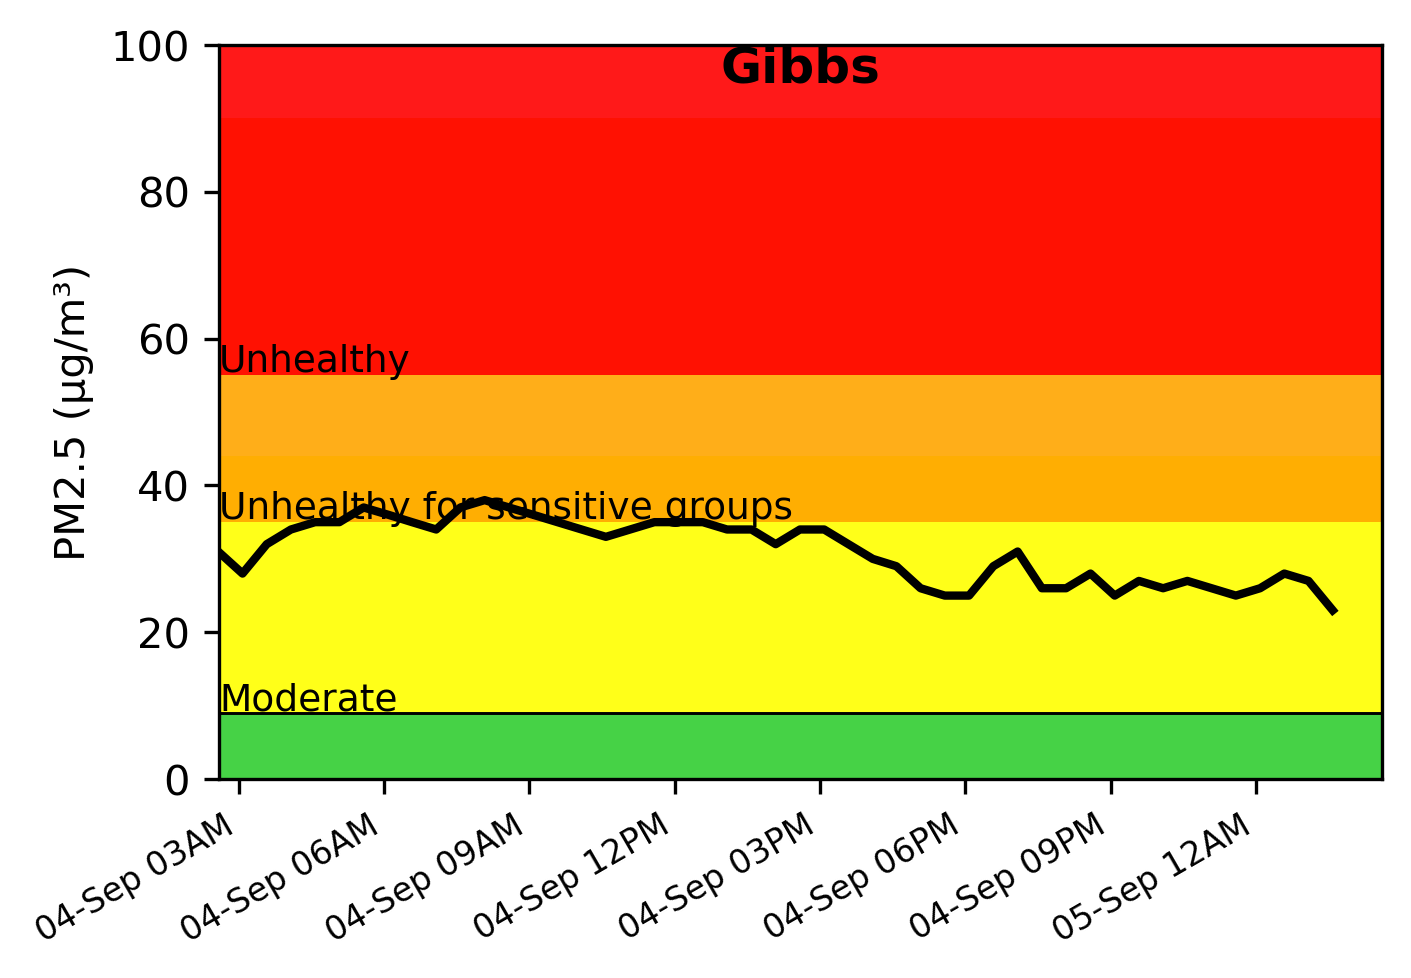 Gibbs
100
80
60
40
20
0
PM2.5 (µg/m³)
Unhealthy
Unhealthy for sensitive groups
Moderate
04-Sep 03AM
04-Sep 06AM
04-Sep 09AM
04-Sep 12PM
04-Sep 03PM
04-Sep 06PM
04-Sep 09PM
05-Sep 12AM